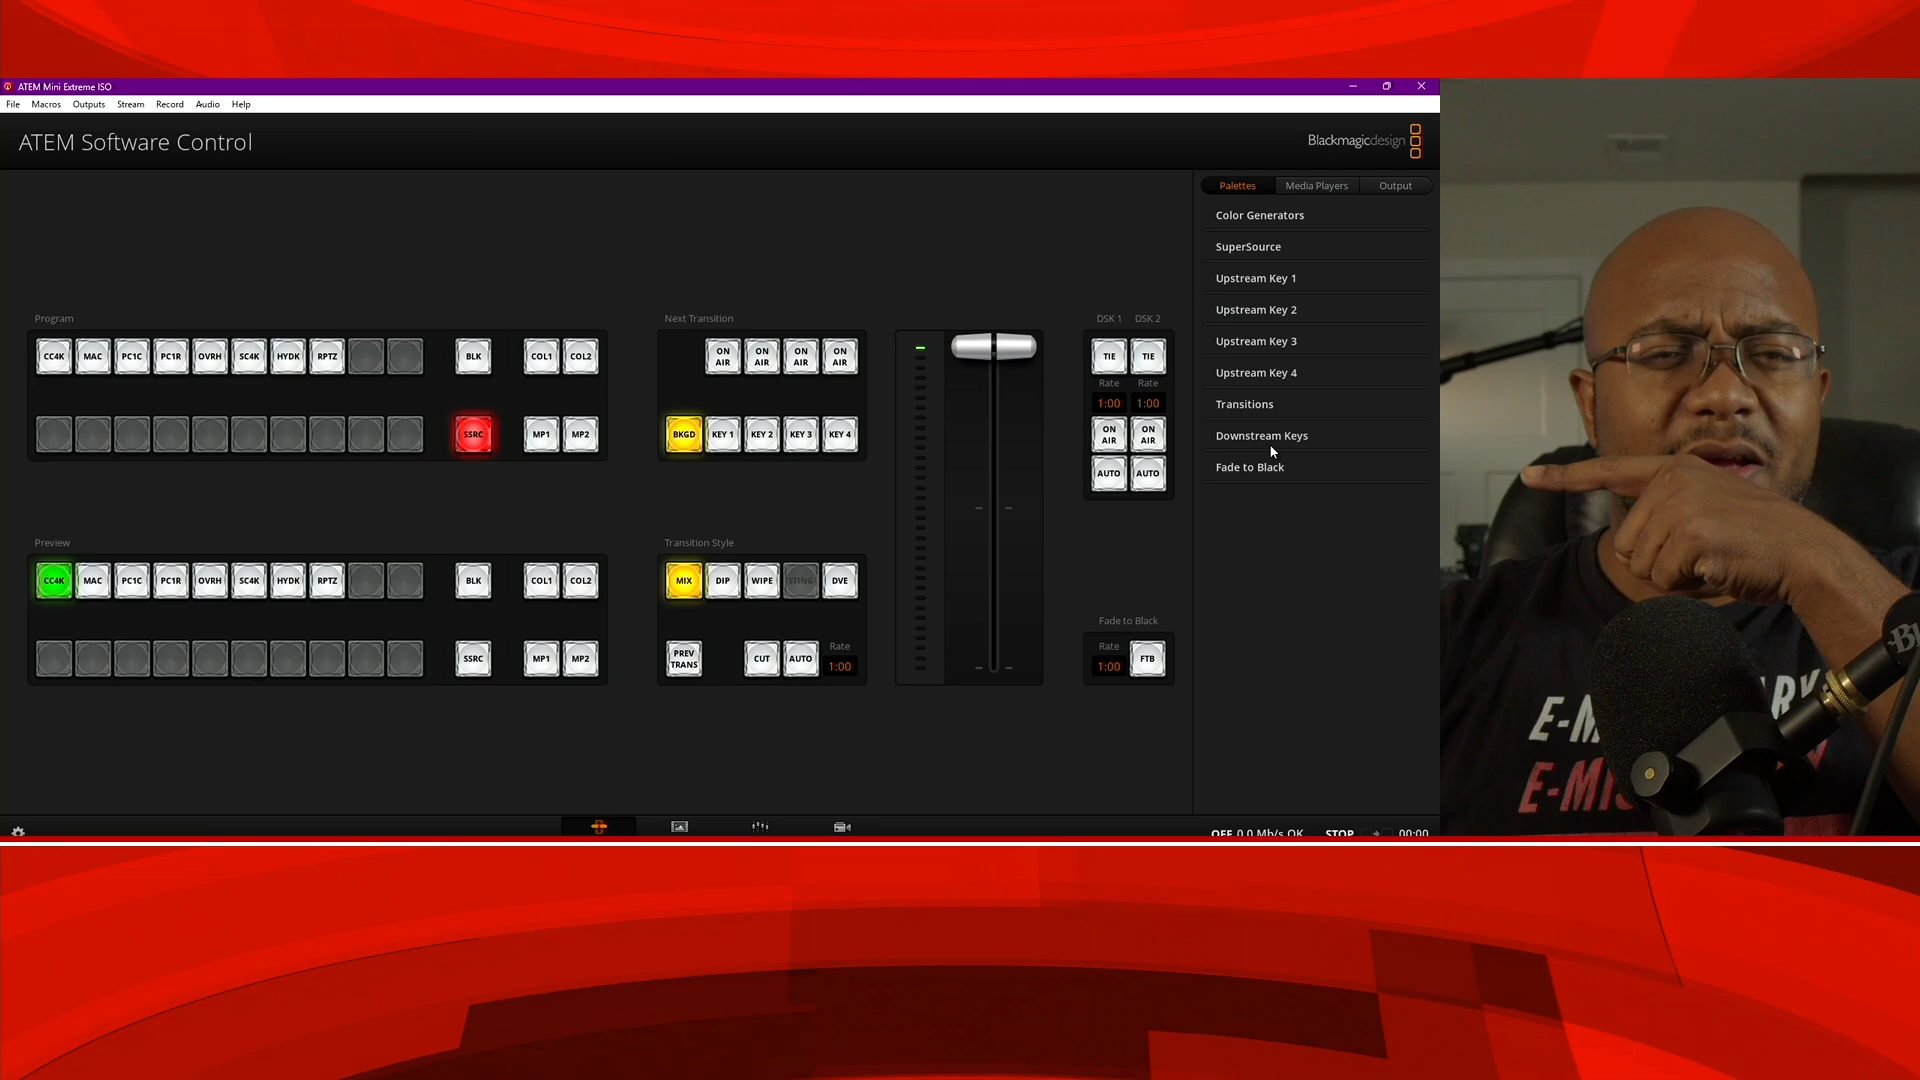 ATEM Mini Extreme ISO
File Macros Outputs Stream Record Audio Help
ATEM Software Control
Blackmagicdesign
Palettes Media Players Output
Color Generators
SuperSource
Upstream Key 1
Upstream Key 2
Upstream Key 3
Upstream Key 4
Transitions
Downstream Keys
Fade to Black
Program
CC4K MAC PC1C PC1R OVRH SC4K HYDK RPTZ BLK COL1 COL2
SSRC MP1 MP2
Next Transition
ON AIR ON AIR ON AIR ON AIR
BKGD KEY 1 KEY 2 KEY 3 KEY 4
DSK 1 DSK 2
TIE TIE
Rate Rate
1:00 1:00
ON AIR ON AIR
AUTO AUTO
Preview
CC4K MAC PC1C PC1R OVRH SC4K HYDK RPTZ BLK COL1 COL2
SSRC MP1 MP2
Transition Style
MIX DIP WIPE STING DVE
PREV TRANS CUT AUTO Rate 1:00
Fade to Black
Rate
1:00 FTB
OFF 0.0 Mb/s OK STOP 00:00